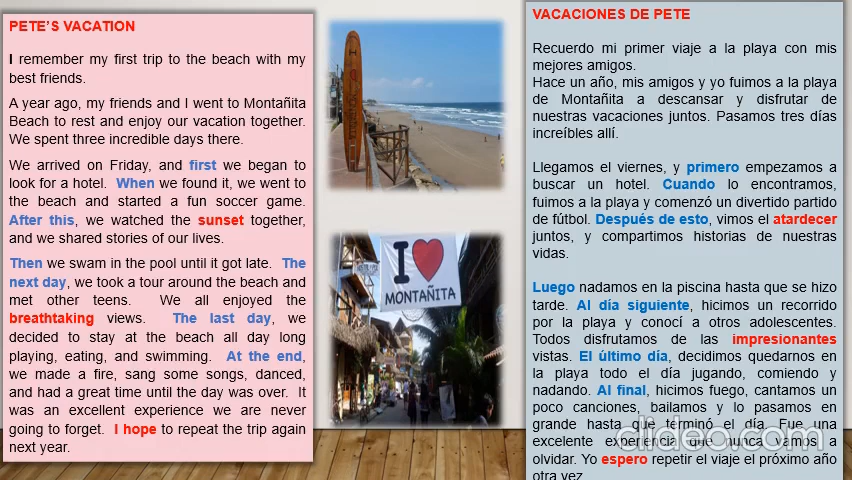 PETE'S VACATION
I remember my first trip to the beach with my
best friends.
A year ago, my friends and I went to Montañita
Beach to rest and enjoy our vacation together.
We spent three incredible days there.
We arrived on Friday, and first we began to
look for a hotel. When we found it, we went to
the beach and started a fun soccer game.
After this, we watched the sunset together,
and we shared stories of our lives.
Then we swam in the pool until it got late. The
next day, we took a tour around the beach and
met other teens. We all enjoyed the
breathtaking views. The last day, we
decided to stay at the beach all day long
playing, eating, and swimming. At the end,
we made a fire, sang some songs, danced,
and had a great time until the day was over. It
was an excellent experience we are never
going to forget. I hope to repeat the trip again
next year.
I ❤ MONTAÑITA
VACACIONES DE PETE
Recuerdo mi primer viaje a la playa con mis
mejores amigos.
Hace un año, mis amigos y yo fuimos a la playa
de Montañita a descansar y disfrutar de
nuestras vacaciones juntos. Pasamos tres días
increíbles allí.
Llegamos el viernes, y primero empezamos a
buscar un hotel. Cuando lo encontramos,
fuimos a la playa y comenzó un divertido partido
de fútbol. Después de esto, vimos el atardecer
juntos, y compartimos historias de nuestras
vidas.
Luego nadamos en la piscina hasta que se hizo
tarde. Al día siguiente, hicimos un recorrido
por la playa y conocí a otros adolescentes.
Todos disfrutamos de las impresionantes
vistas. El último día, decidimos quedarnos en
la playa todo el día jugando, comiendo y
nadando. Al final, hicimos fuego, cantamos un
poco canciones, bailamos y lo pasamos en
grande hasta que términó el día. Fue una
excelente experiencia que nunca vamos a
olvidar. Yo espero repetir el viaje el próximo año
otra vez.
clideo.com